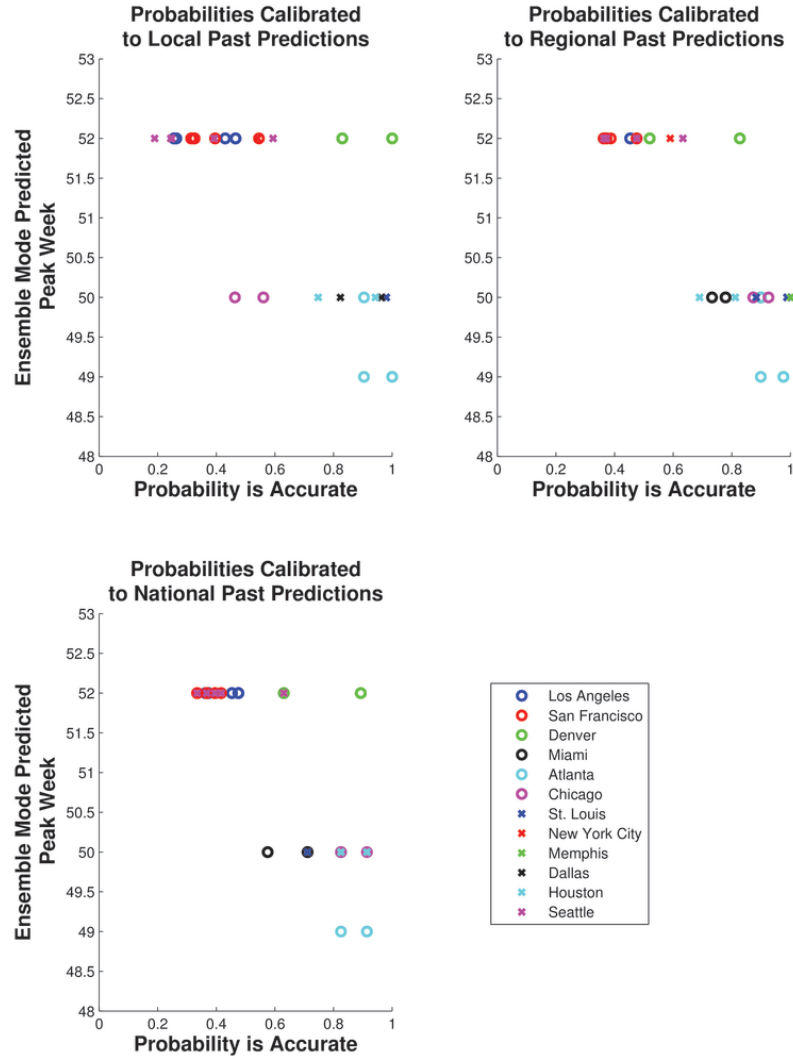 Probabilities Calibrated
to Local Past Predictions
Ensemble Mode Predicted
Peak Week
53
52.5
52
51.5
51
50.5
50
49.5
49
48.5
48
0 0.2 0.4 0.6 0.8 1
Probability is Accurate
Probabilities Calibrated
to Regional Past Predictions
53
52.5
52
51.5
51
50.5
50
49.5
49
48.5
48
0 0.2 0.4 0.6 0.8 1
Probability is Accurate
Probabilities Calibrated
to National Past Predictions
Ensemble Mode Predicted
Peak Week
53
52.5
52
51.5
51
50.5
50
49.5
49
48.5
48
0 0.2 0.4 0.6 0.8 1
Probability is Accurate
Los Angeles
San Francisco
Denver
Miami
Atlanta
Chicago
St. Louis
New York City
Memphis
Dallas
Houston
Seattle